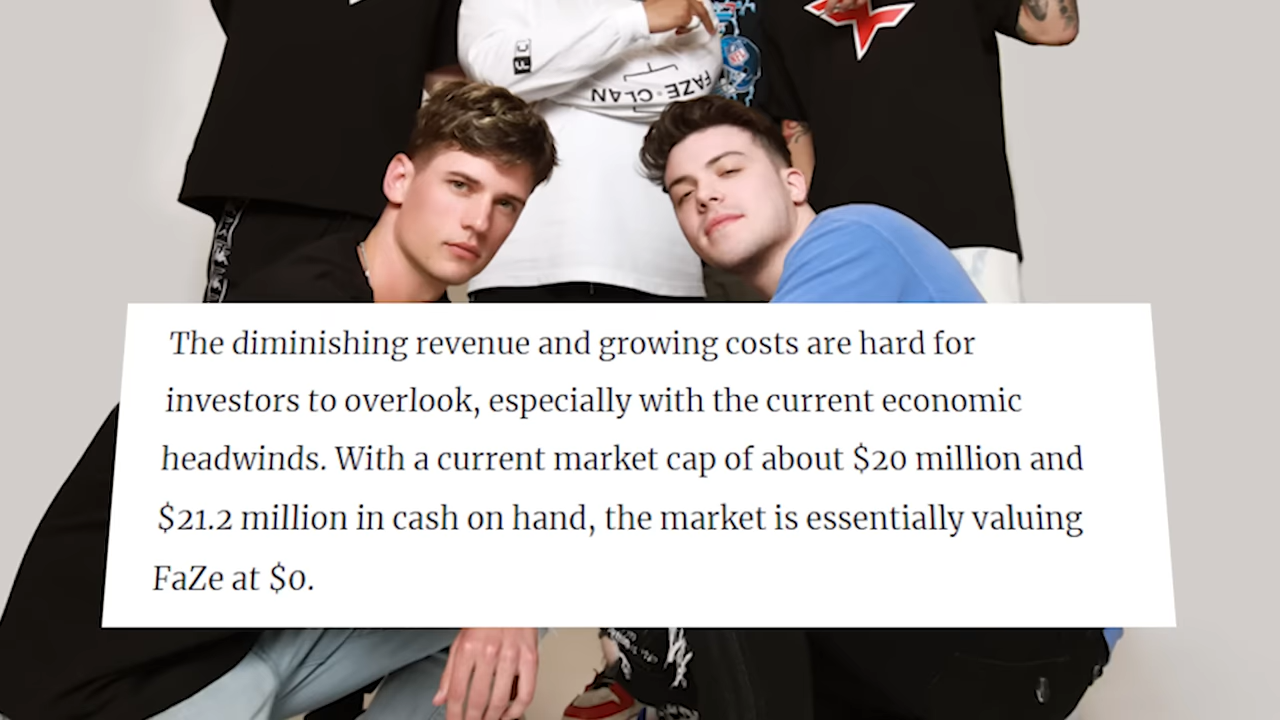 FAZE·CLAN
NFL
The diminishing revenue and growing costs are hard for
investors to overlook, especially with the current economic
headwinds. With a current market cap of about $20 million and
$21.2 million in cash on hand, the market is essentially valuing
FaZe at $0.